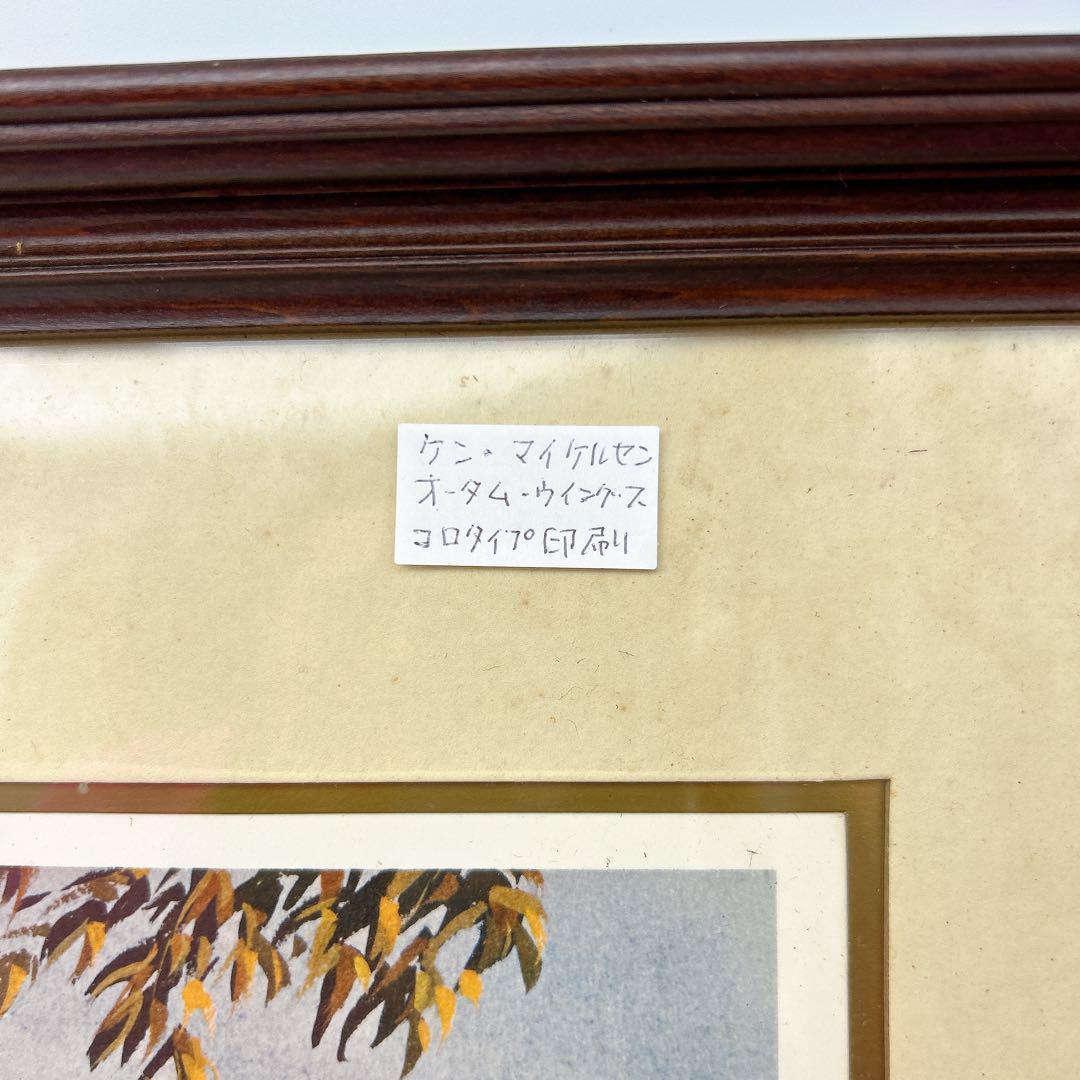 ケン・マイケルセン
オータム・ウイングス
コロタイプ印刷